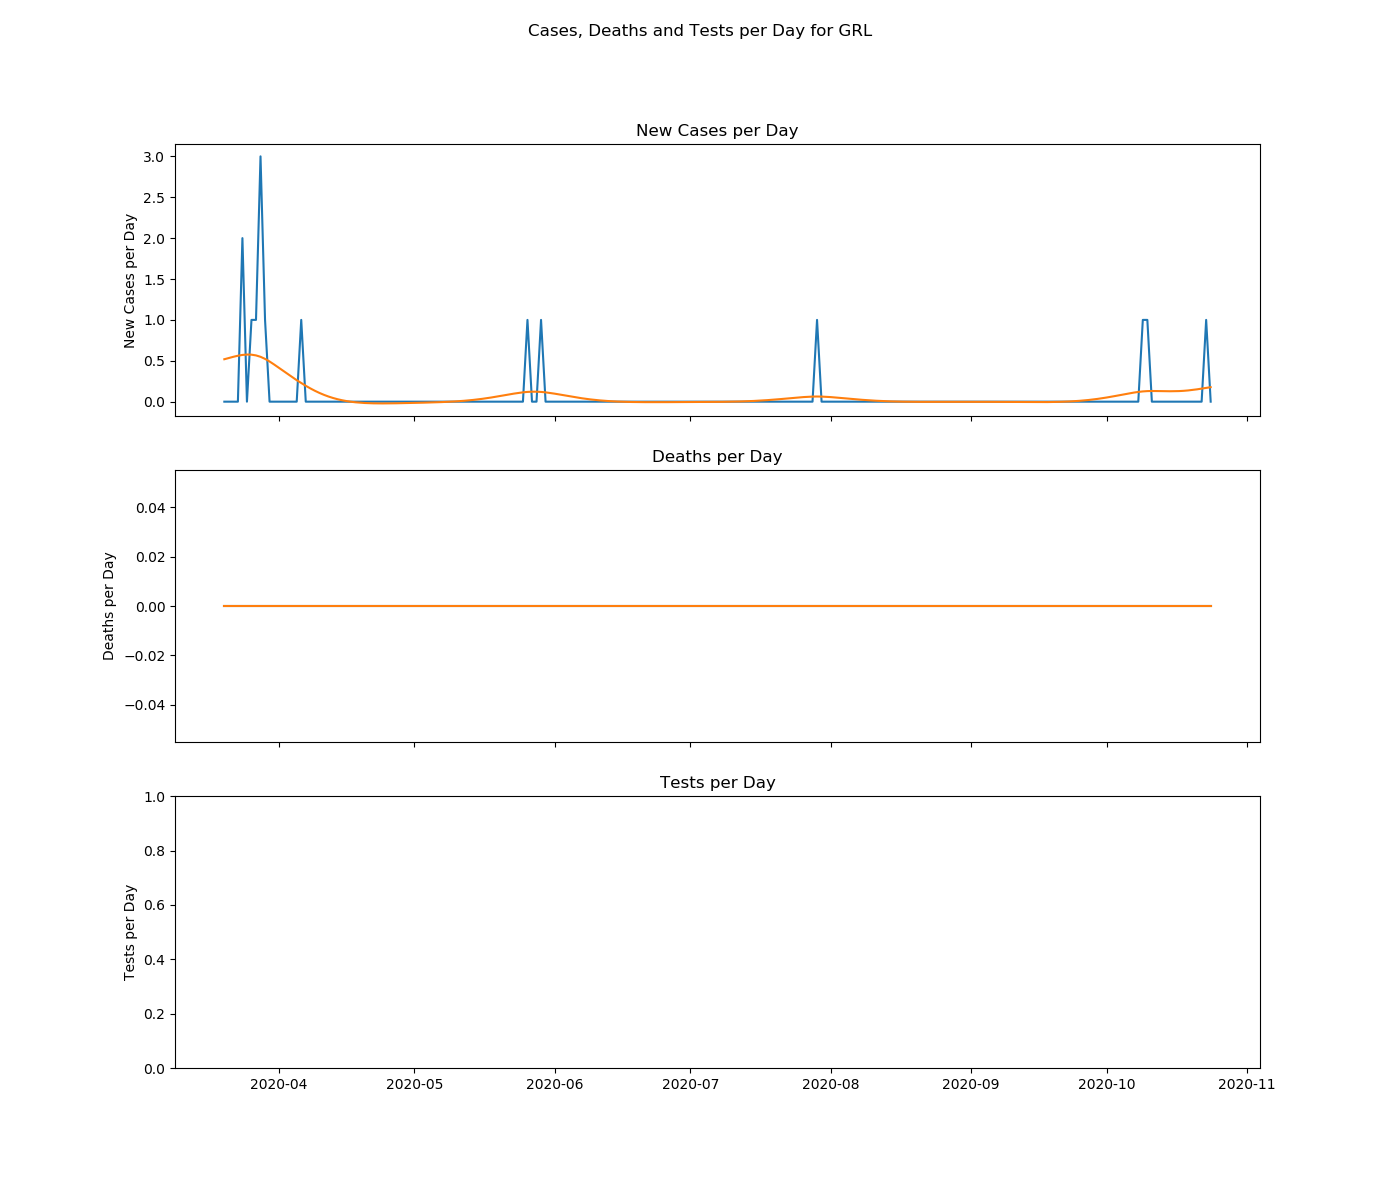 Cases, Deaths and Tests per Day for GRL
New Cases per Day
New Cases per Day
3.0
2.5
2.0
1.5
1.0
0.5
0.0
Deaths per Day
Deaths per Day
0.04
0.02
0.00
−0.02
−0.04
Tests per Day
Tests per Day
1.0
0.8
0.6
0.4
0.2
0.0
2020-04 2020-05 2020-06 2020-07 2020-08 2020-09 2020-10 2020-11